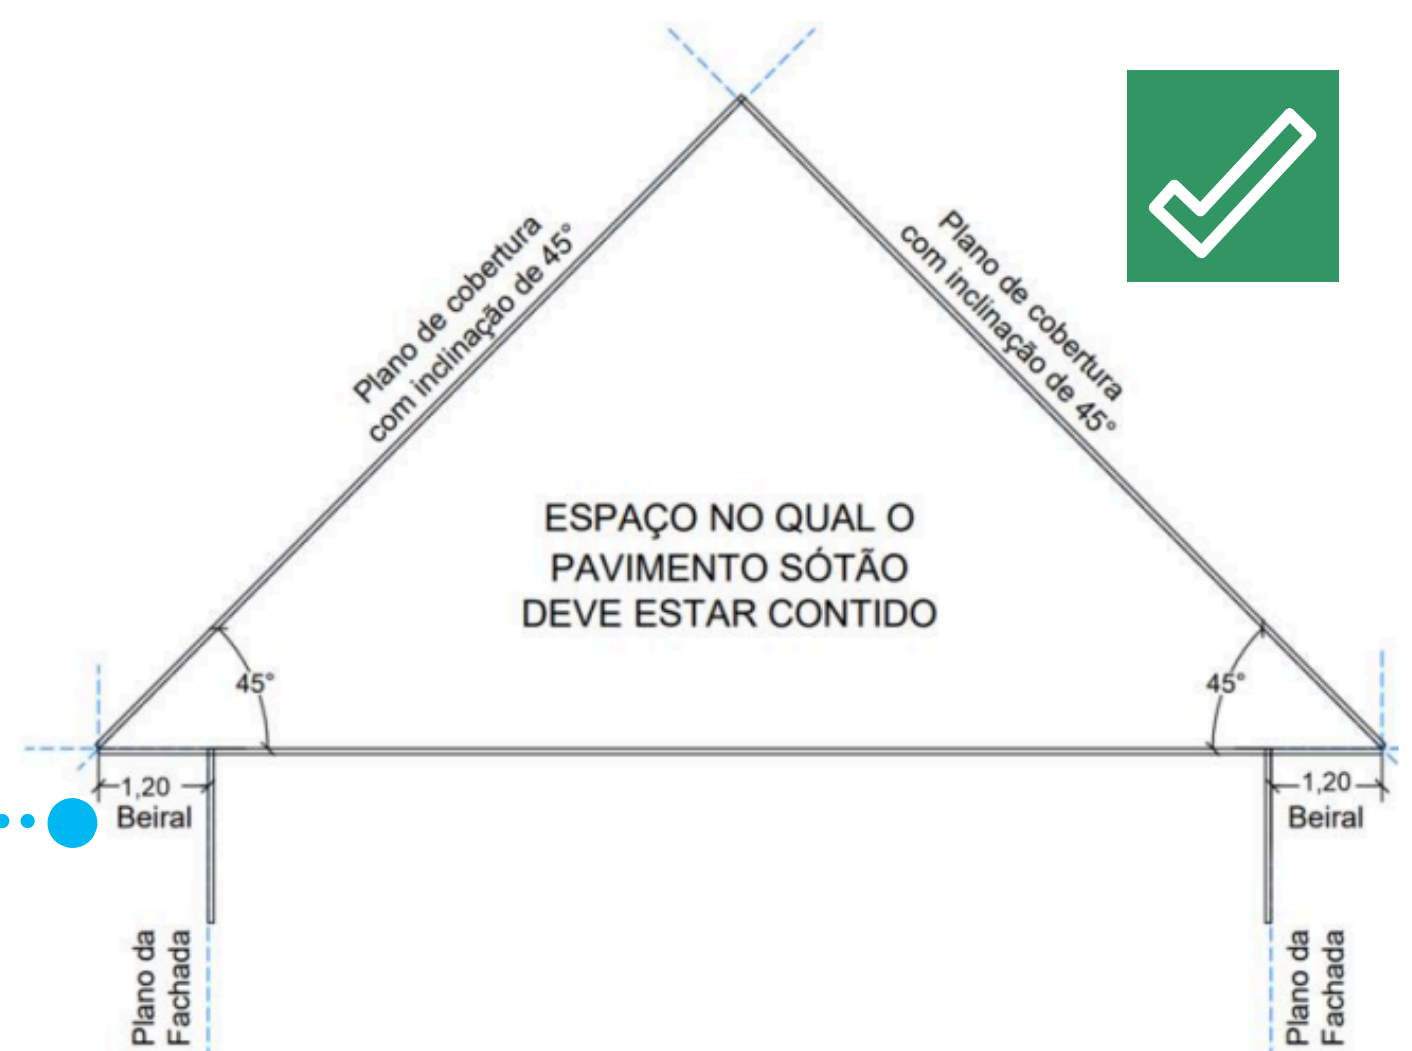 Plano de cobertura
com inclinação de 45°
Plano de cobertura
com inclinação de 45°
ESPAÇO NO QUAL O
PAVIMENTO SÓTÃO
DEVE ESTAR CONTIDO
45°
45°
1,20
Beiral
1,20
Beiral
Plano da
Fachada
Plano da
Fachada